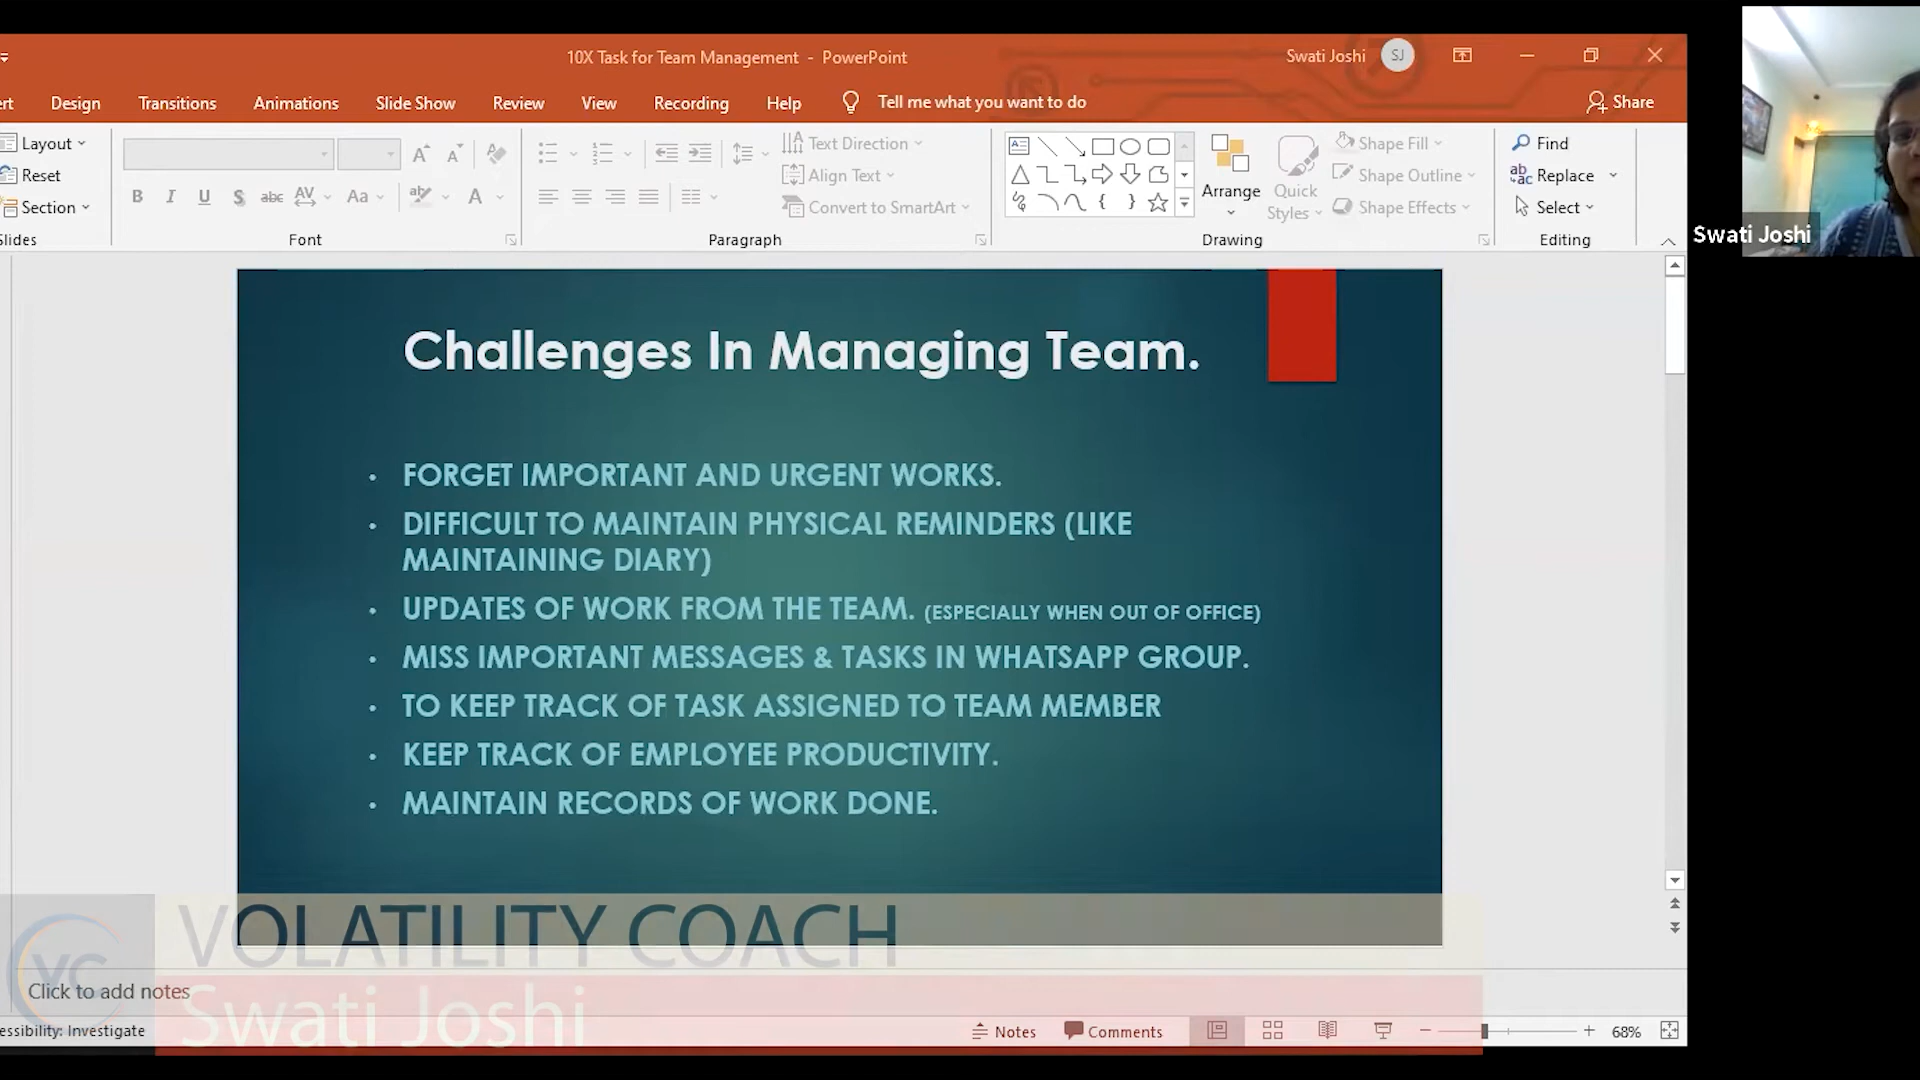 10X Task for Team Management - PowerPoint
Swati Joshi SJ
Design Transitions Animations Slide Show Review View Recording Help Tell me what you want to do Share
Layout
Reset
Section
Font
B I U S abc AV Aa A
Paragraph
Text Direction
Align Text
Convert to SmartArt
Drawing
Arrange
Quick
Styles
Shape Fill
Shape Outline
Shape Effects
Editing
Find
Replace
Select
Swati Joshi
Challenges In Managing Team.
• FORGET IMPORTANT AND URGENT WORKS.
• DIFFICULT TO MAINTAIN PHYSICAL REMINDERS (LIKE
MAINTAINING DIARY)
• UPDATES OF WORK FROM THE TEAM. (ESPECIALLY WHEN OUT OF OFFICE)
• MISS IMPORTANT MESSAGES & TASKS IN WHATSAPP GROUP.
• TO KEEP TRACK OF TASK ASSIGNED TO TEAM MEMBER
• KEEP TRACK OF EMPLOYEE PRODUCTIVITY.
• MAINTAIN RECORDS OF WORK DONE.
VOLATILITY COACH
YC
Click to add notes
Swati Joshi
essibility: Investigate
Notes Comments 68%